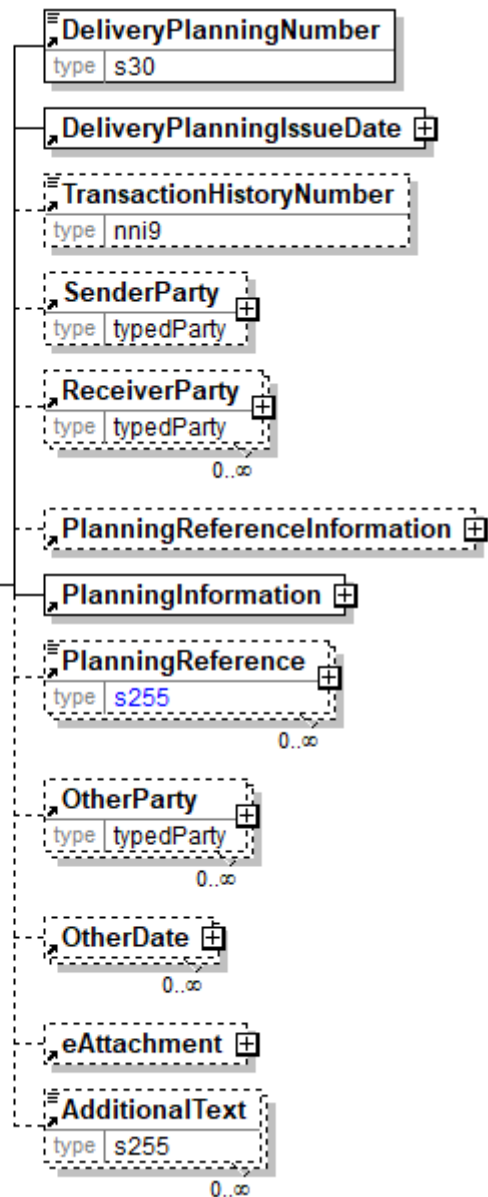 DeliveryPlanningNumber
type s30
DeliveryPlanningIssueDate
TransactionHistoryNumber
type nni9
SenderParty
type typedParty
ReceiverParty
type typedParty
0..∞
PlanningReferenceInformation
PlanningInformation
PlanningReference
type s255
0..∞
OtherParty
type typedParty
0..∞
OtherDate
0..∞
eAttachment
AdditionalText
type s255
0..∞